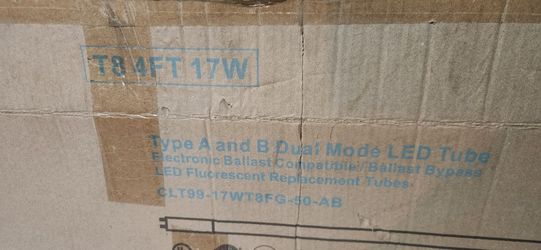 T8 4FT 17W
Type A and B Dual Mode LED Tube
Electronic Ballast Compatible / Ballast Bypass
LED Flucrescent Replacement Tubes
CLT99-17WT8FG-50-AB